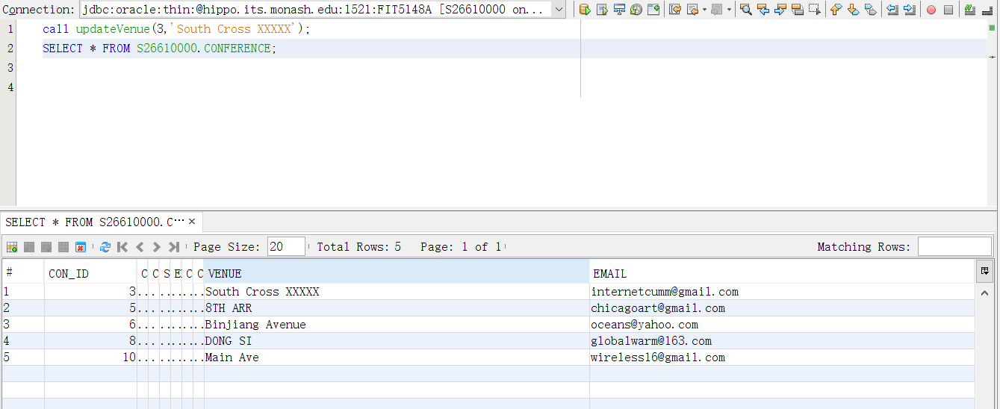 Connection: jdbc:oracle:thin:@hippo.its.monash.edu:1521:FIT5148A [S26610000 on...
1 call updateVenue(3,'South Cross XXXXX');
2 SELECT * FROM S26610000.CONFERENCE;
3
4
SELECT * FROM S26610000.C... ×
Page Size: 20 Total Rows: 5 Page: 1 of 1 Matching Rows:
# CON_ID C C S E C C VENUE EMAIL
1 3 ... ... ... ... ... ... South Cross XXXXX internetcumm@gmail.com
2 5 ... ... ... ... ... ... 8TH ARR chicagoart@gmail.com
3 6 ... ... ... ... ... ... Binjiang Avenue oceans@yahoo.com
4 8 ... ... ... ... ... ... DONG SI globalwarm@163.com
5 10 ... ... ... ... ... ... Main Ave wireless16@gmail.com